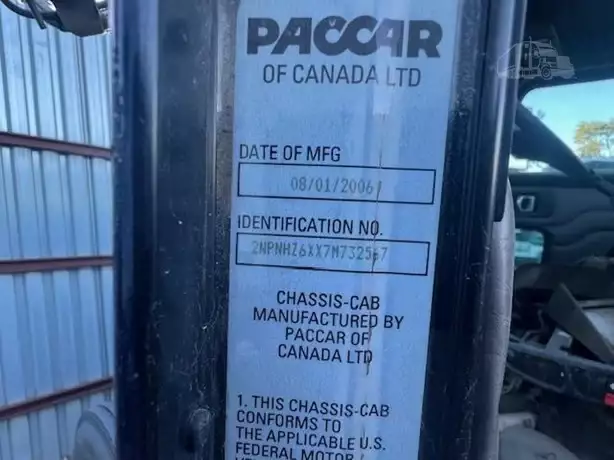 PACCAR
OF CANADA LTD
DATE OF MFG
08/01/2006
IDENTIFICATION NO.
2NPNHZ6XX7M732567
CHASSIS-CAB
MANUFACTURED BY
PACCAR OF
CANADA LTD
1. THIS CHASSIS-CAB
CONFORMS TO
THE APPLICABLE U.S.
FEDERAL MOTOR